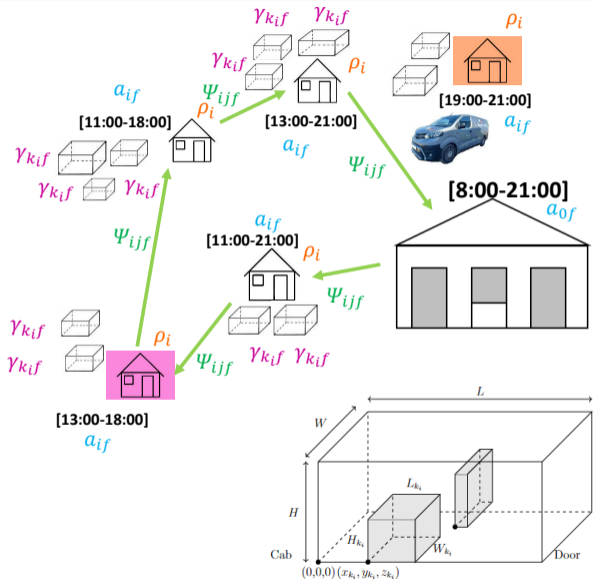 γₖᵢf γₖᵢf
ρᵢ
γₖᵢf
ρᵢ
[19:00-21:00]
aᵢf
aᵢf
Ψᵢⱼf
ρᵢ
[11:00-18:00]
[13:00-21:00]
aᵢf
γₖᵢf
γₖᵢf γₖᵢf
Ψᵢⱼf
[8:00-21:00]
a₀f
aᵢf
[11:00-21:00]
ρᵢ
Ψᵢⱼf
Ψᵢⱼf
γₖᵢf
γₖᵢf
ρᵢ
Ψᵢⱼf
γₖᵢf γₖᵢf
[13:00-18:00]
aᵢf
L
W
H
Lₖᵢ
Hₖᵢ
Wₖᵢ
Cab
Door
(0,0,0) (xₖᵢ, yₖᵢ, zₖᵢ)